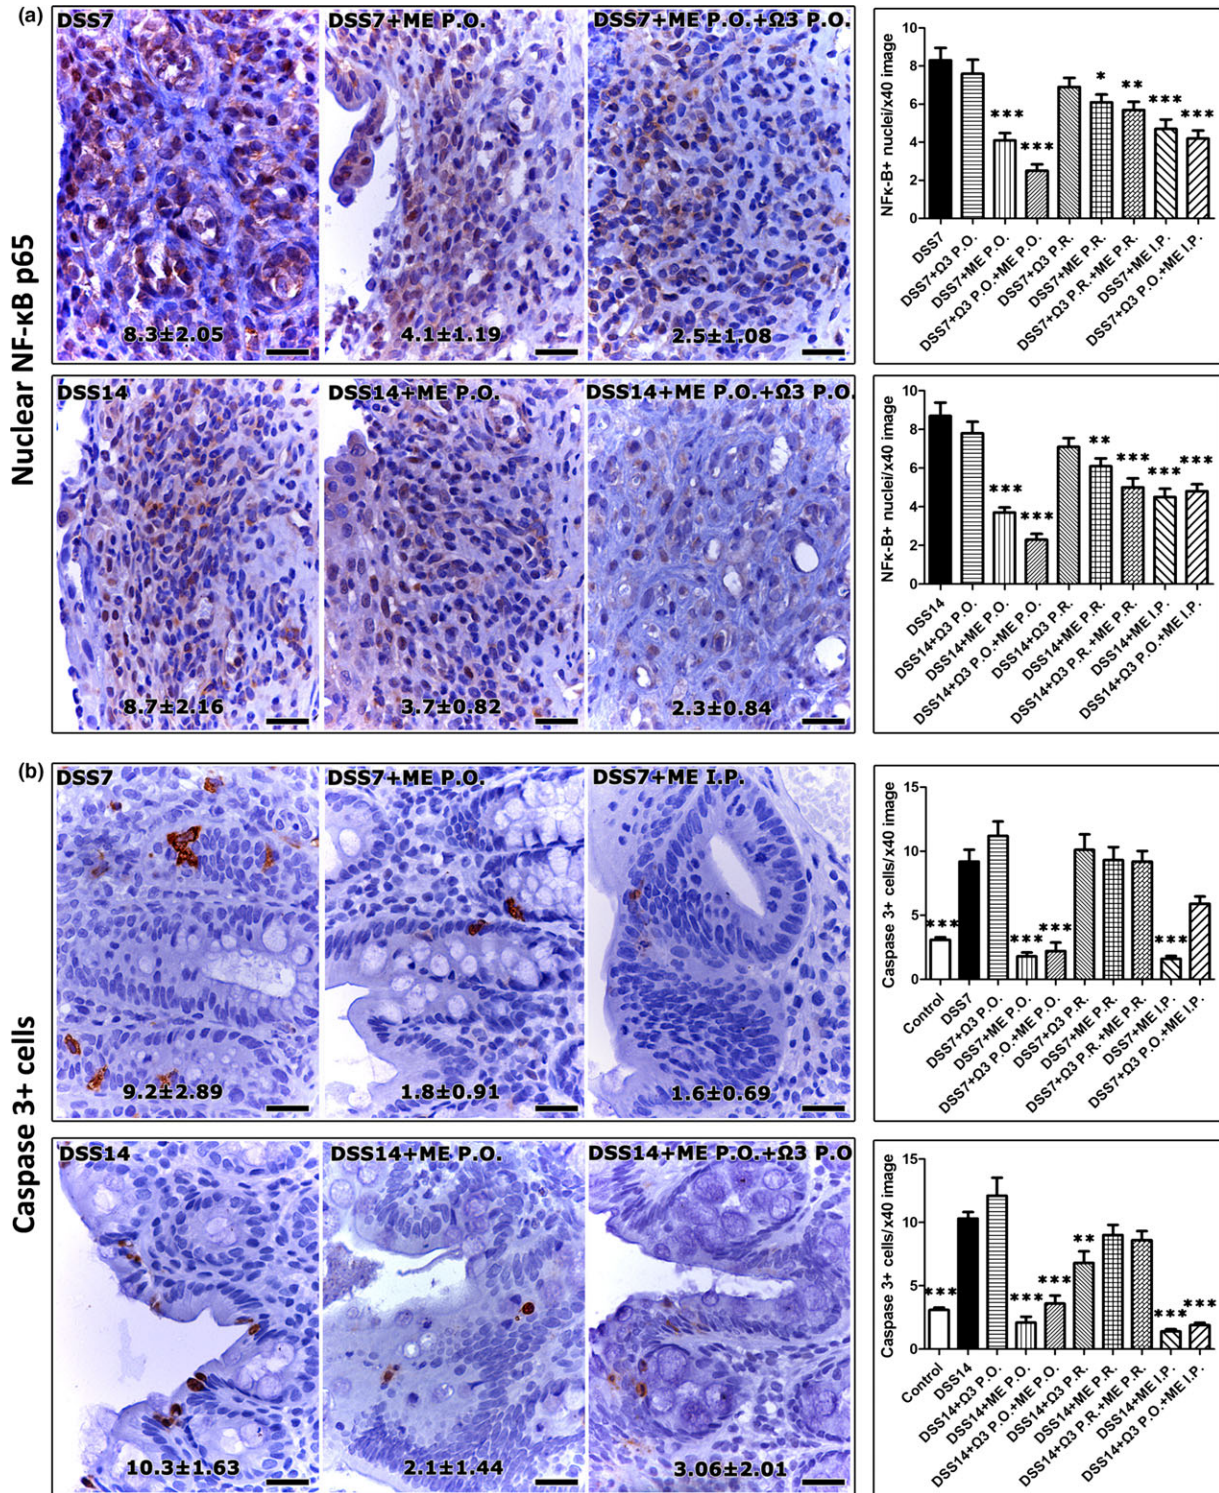 (a)
Nuclear NF-κB p65
DSS7
DSS7+ME P.O.
DSS7+ME P.O.+Ω3 P.O.
8.3±2.05
4.1±1.19
2.5±1.08
NFκ-B+ nuclei/x40 image
10
8
6
4
2
0
***
***
*
**
***
***
DSS7
DSS7+Ω3 P.O.
DSS7+ME P.O.
DSS7+Ω3 P.O.+ME P.O.
DSS7+Ω3 P.R.
DSS7+ME P.R.
DSS7+Ω3 P.R.+ME P.R.
DSS7+ME I.P.
DSS7+Ω3 P.O.+ME I.P.
DSS14
DSS14+ME P.O.
DSS14+ME P.O.+Ω3 P.O.
8.7±2.16
3.7±0.82
2.3±0.84
NFκ-B+ nuclei/x40 image
10
8
6
4
2
0
***
***
**
***
***
***
DSS14
DSS14+Ω3 P.O.
DSS14+ME P.O.
DSS14+Ω3 P.O.+ME P.O.
DSS14+Ω3 P.R.
DSS14+ME P.R.
DSS14+Ω3 P.R.+ME P.R.
DSS14+ME I.P.
DSS14+Ω3 P.O.+ME I.P.
(b)
Caspase 3+ cells
DSS7
DSS7+ME P.O.
DSS7+ME I.P.
9.2±2.89
1.8±0.91
1.6±0.69
Caspase 3+ cells/x40 image
15
10
5
0
***
***
***
***
Control
DSS7
DSS7+Ω3 P.O.
DSS7+ME P.O.
DSS7+Ω3 P.O.+ME P.O.
DSS7+Ω3 P.R.
DSS7+ME P.R.
DSS7+Ω3 P.R.+ME P.R.
DSS7+ME I.P.
DSS7+Ω3 P.O.+ME I.P.
DSS14
DSS14+ME P.O.
DSS14+ME P.O.+Ω3 P.O
10.3±1.63
2.1±1.44
3.06±2.01
Caspase 3+ cells/x40 image
15
10
5
0
***
***
***
**
***
***
Control
DSS14
DSS14+Ω3 P.O.
DSS14+ME P.O.
DSS14+Ω3 P.O.+ME P.O.
DSS14+Ω3 P.R.
DSS14+ME P.R.
DSS14+Ω3 P.R.+ME P.R.
DSS14+ME I.P.
DSS14+Ω3 P.O.+ME I.P.